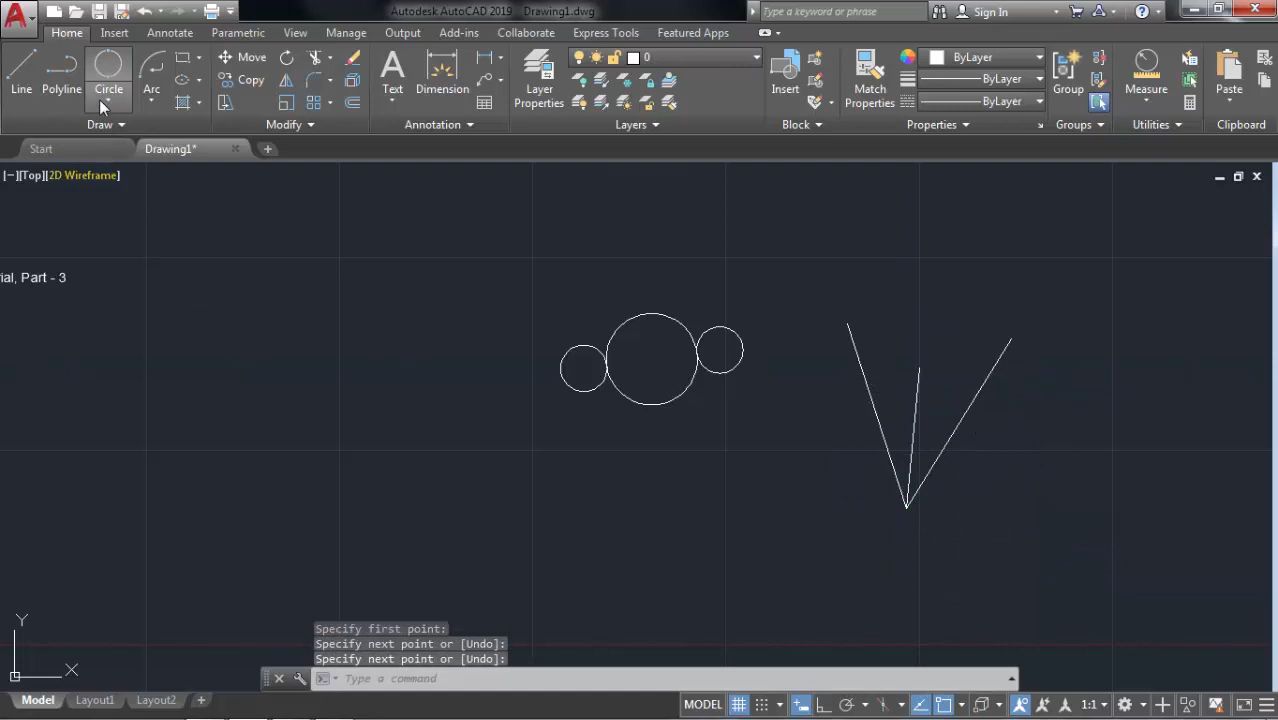 Autodesk AutoCAD 2019 Drawing1.dwg
Type a keyword or phrase
Sign In
Home Insert Annotate Parametric View Manage Output Add-ins Collaborate Express Tools Featured Apps
Line Polyline Circle Arc
Move
Copy
Text Dimension
Layer Properties
0
Insert
Match Properties
ByLayer
ByLayer
ByLayer
Group
Measure
Paste
Draw Modify Annotation Layers Block Properties Groups Utilities Clipboard
Start Drawing1*
[−][Top][2D Wireframe]
ial, Part - 3
Y
X
Specify first point:
Specify next point or [Undo]:
Specify next point or [Undo]:
Type a command
Model Layout1 Layout2 +
MODEL
1:1